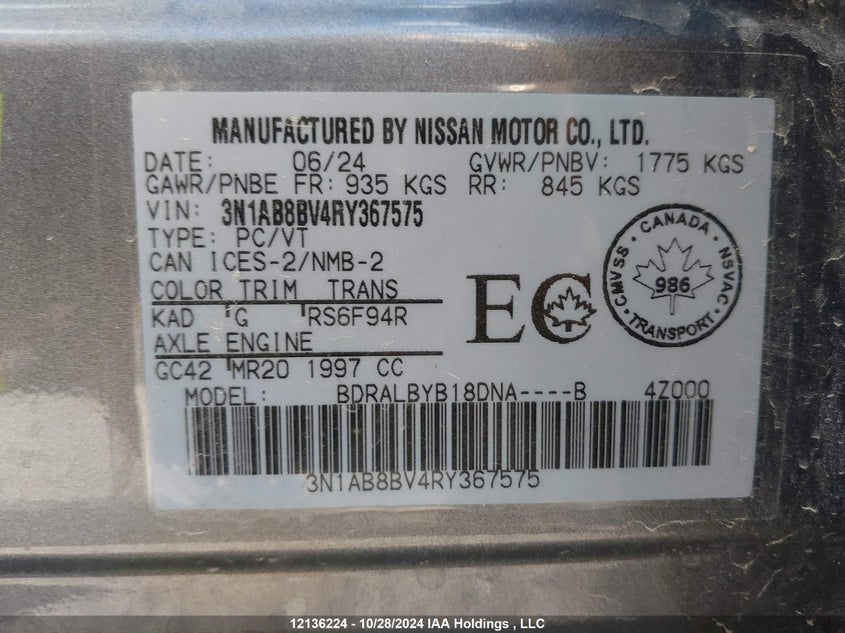 MANUFACTURED BY NISSAN MOTOR CO., LTD.
DATE: 06/24 GVWR/PNBV: 1775 KGS
GAWR/PNBE FR: 935 KGS RR: 845 KGS
VIN: 3N1AB8BV4RY367575
TYPE: PC/VT
CAN ICES-2/NMB-2
COLOR TRIM TRANS
KAD G RS6F94R
AXLE ENGINE
GC42 MR20 1997 CC
EC
CANADA
CMVSS
NSVAC
986
TRANSPORT
MODEL: BDRALBYB18DNA----B 4Z000
3N1AB8BV4RY367575
12136224 - 10/28/2024 IAA Holdings , LLC